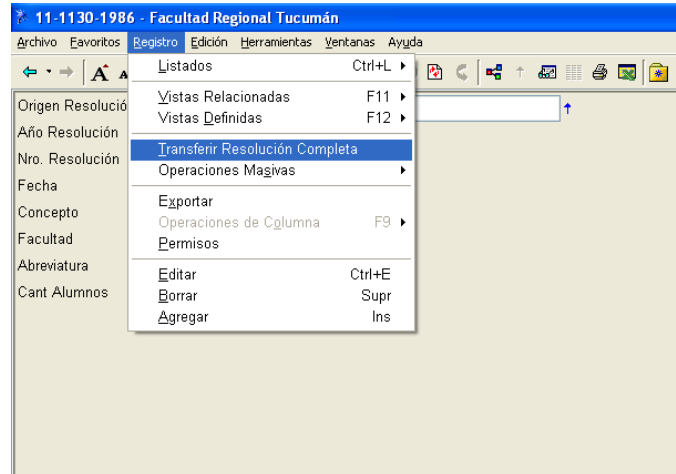 11-1130-1986 - Facultad Regional Tucumán
Archivo Favoritos Registro Edición Herramientas Ventanas Ayuda
A A
Listados Ctrl+L
Vistas Relacionadas F11
Vistas Definidas F12
Transferir Resolución Completa
Operaciones Masivas
Exportar
Operaciones de Columna F9
Permisos
Editar Ctrl+E
Borrar Supr
Agregar Ins
Origen Resolució
Año Resolución
Nro. Resolución
Fecha
Concepto
Facultad
Abreviatura
Cant Alumnos